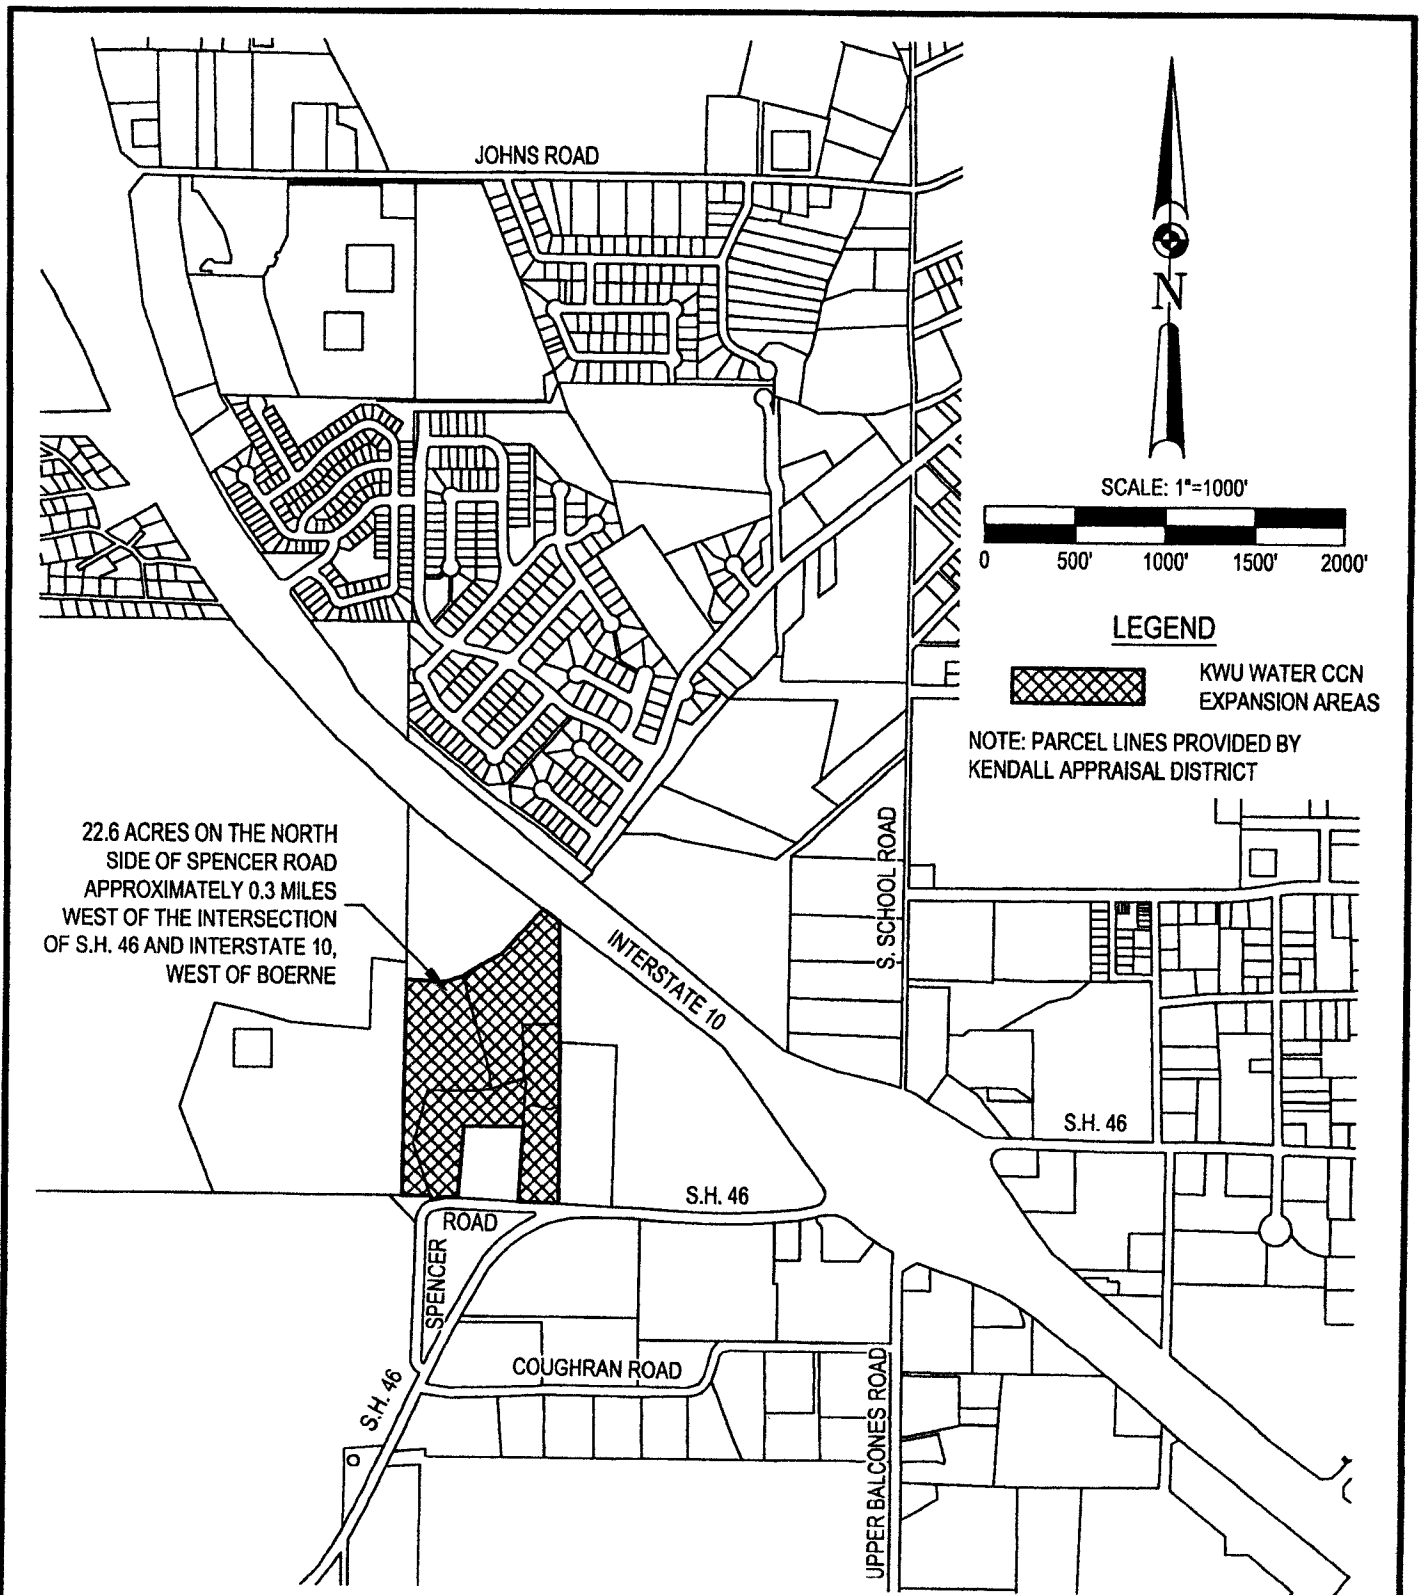 JOHNS ROAD
N
SCALE: 1"=1000'
0 500' 1000' 1500' 2000'
LEGEND
KWU WATER CCN
EXPANSION AREAS
NOTE: PARCEL LINES PROVIDED BY
KENDALL APPRAISAL DISTRICT
22.6 ACRES ON THE NORTH
SIDE OF SPENCER ROAD
APPROXIMATELY 0.3 MILES
WEST OF THE INTERSECTION
OF S.H. 46 AND INTERSTATE 10,
WEST OF BOERNE
S. SCHOOL ROAD
INTERSTATE 10
S.H. 46
S.H. 46
ROAD
SPENCER
COUGHRAN ROAD
S.H. 46
UPPER BALCONES ROAD